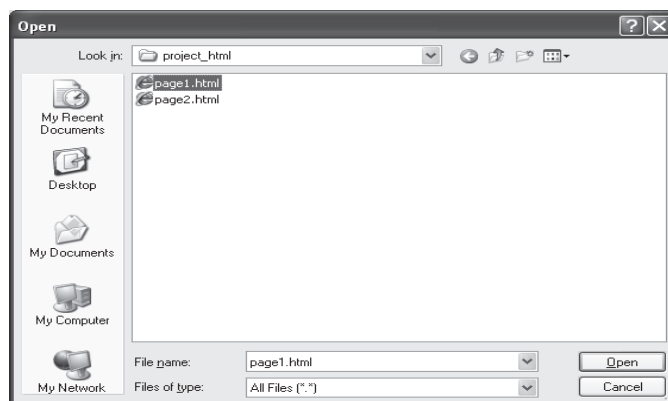 Open
Look in: project_html
page1.html
page2.html
My Recent
Documents
Desktop
My Documents
My Computer
My Network
File name: page1.html Open
Files of type: All Files (*.*) Cancel